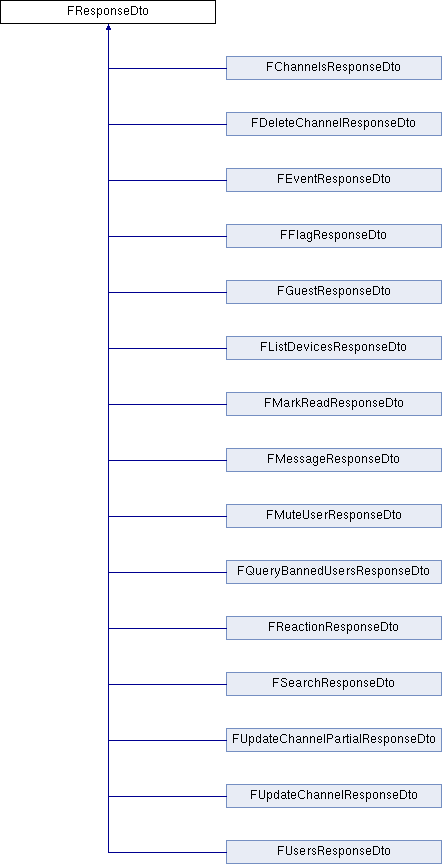 FResponseDto
FChannelsResponseDto
FDeleteChannelResponseDto
FEventResponseDto
FFlagResponseDto
FGuestResponseDto
FListDevicesResponseDto
FMarkReadResponseDto
FMessageResponseDto
FMuteUserResponseDto
FQueryBannedUsersResponseDto
FReactionResponseDto
FSearchResponseDto
FUpdateChannelPartialResponseDto
FUpdateChannelResponseDto
FUsersResponseDto